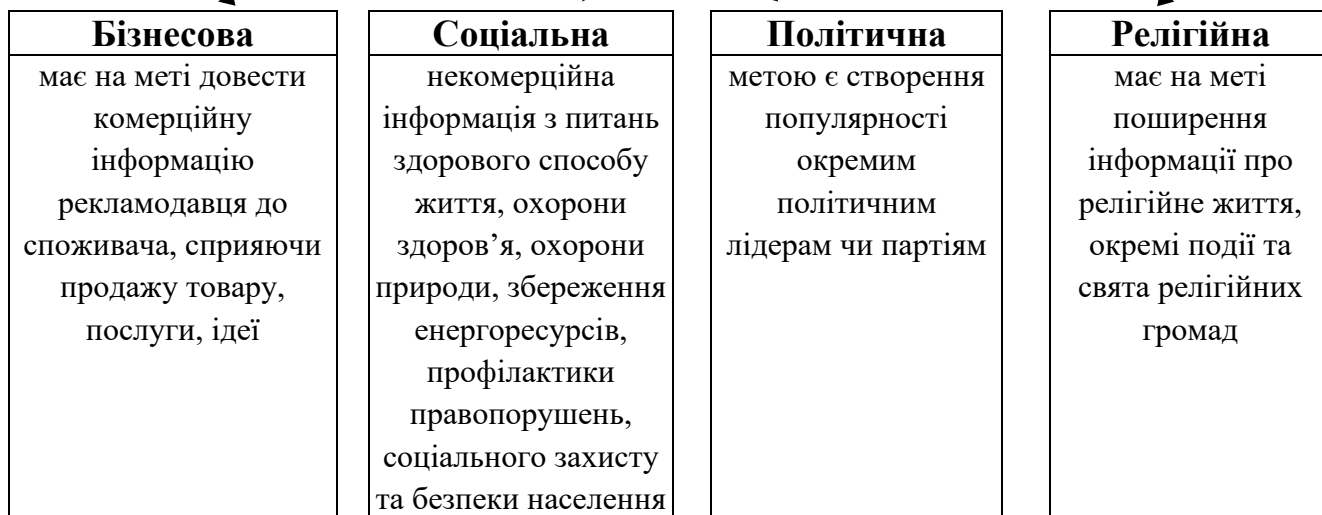 Бізнесова
має на меті довести
комерційну
інформацію
рекламодавця до
споживача, сприяючи
продажу товару,
послуги, ідеї
Соціальна
некомерційна
інформація з питань
здорового способу
життя, охорони
здоров’я, охорони
природи, збереження
енергоресурсів,
профілактики
правопорушень,
соціального захисту
та безпеки населення
Політична
метою є створення
популярності
окремим
політичним
лідерам чи партіям
Релігійна
має на меті
поширення
інформації про
релігійне життя,
окремі події та
свята релігійних
громад